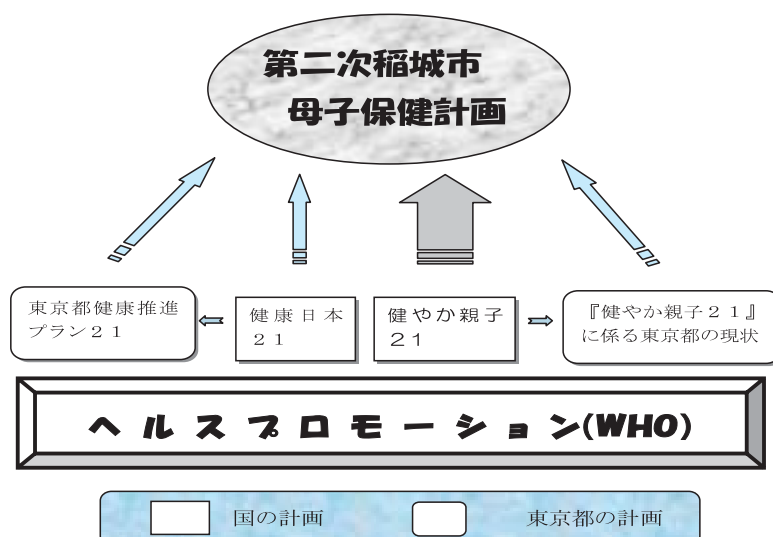 第二次稲城市
母子保健計画
東京都健康推進
プラン２１
健康日本
２１
健やか親子
２１
『健やか親子２１』
に係る東京都の現状
ヘルスプロモーション(WHO)
国の計画
東京都の計画